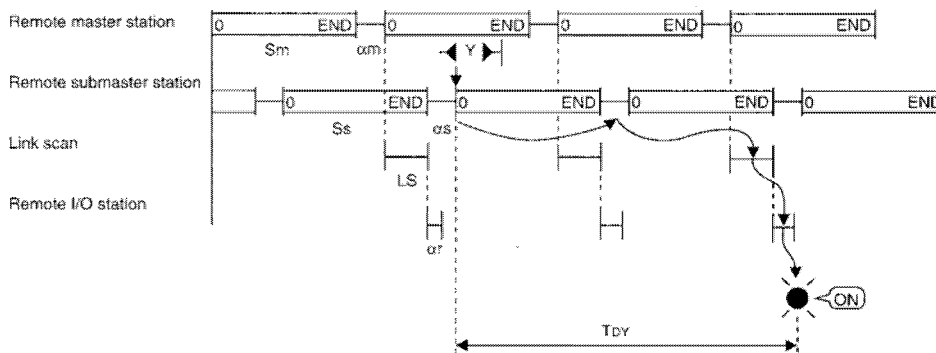 Remote master station
0 END 0 END 0 END 0 END
Sm αm Y
Remote submaster station
0 END 0 END 0 END 0 END
Ss αs
Link scan
LS
Remote I/O station
αr
ON
TDY